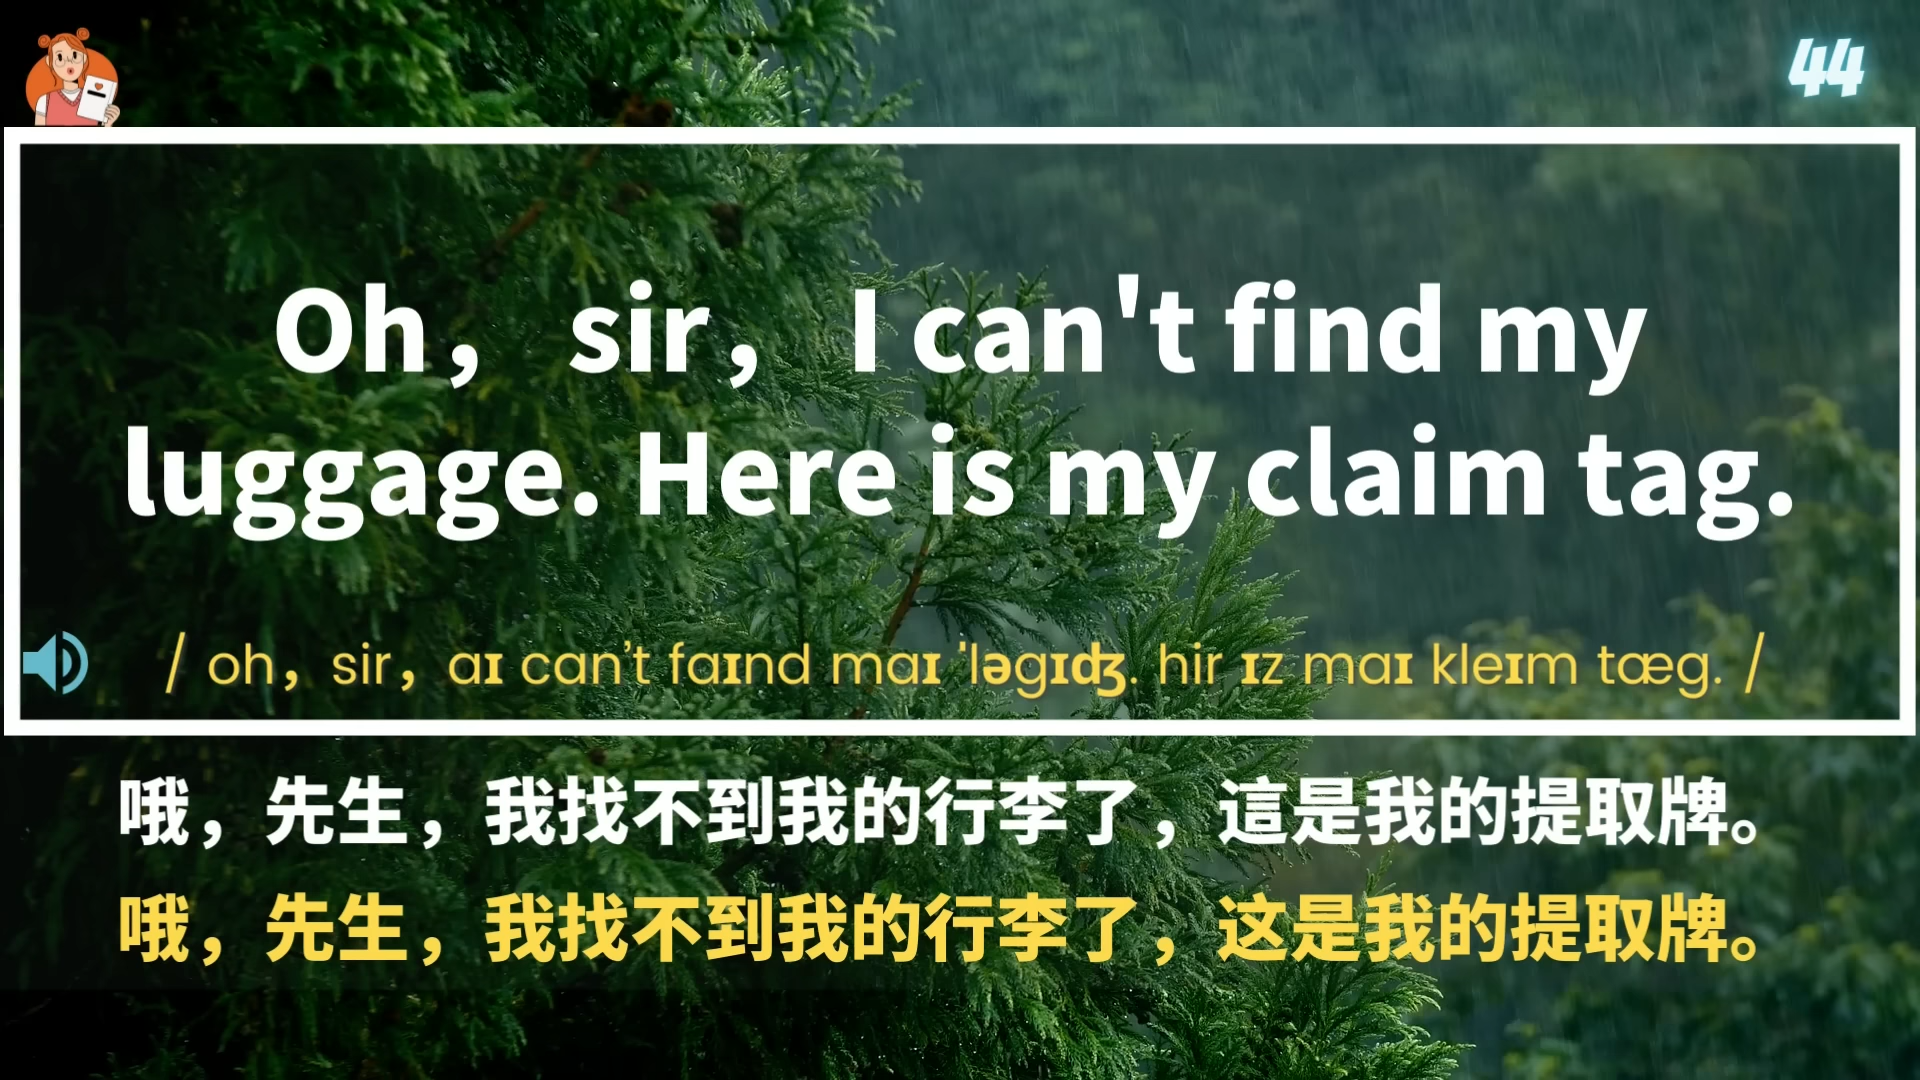 44
Oh， sir， I can't find my
luggage. Here is my claim tag.
/ oh，sir，aɪ can’t faɪnd maɪ ˈləgɪʤ. hir ɪz maɪ kleɪm tæg. /
哦，先生，我找不到我的行李了，這是我的提取牌。
哦，先生，我找不到我的行李了，这是我的提取牌。